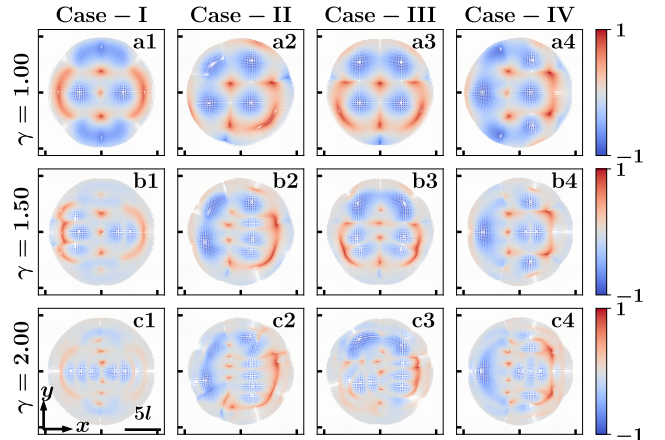 Case − I Case − II Case − III Case − IV
a1 a2 a3 a4 1
γ = 1.00
−1
b1 b2 b3 b4 1
γ = 1.50
−1
c1 c2 c3 c4 1
γ = 2.00
y
x 5l
−1